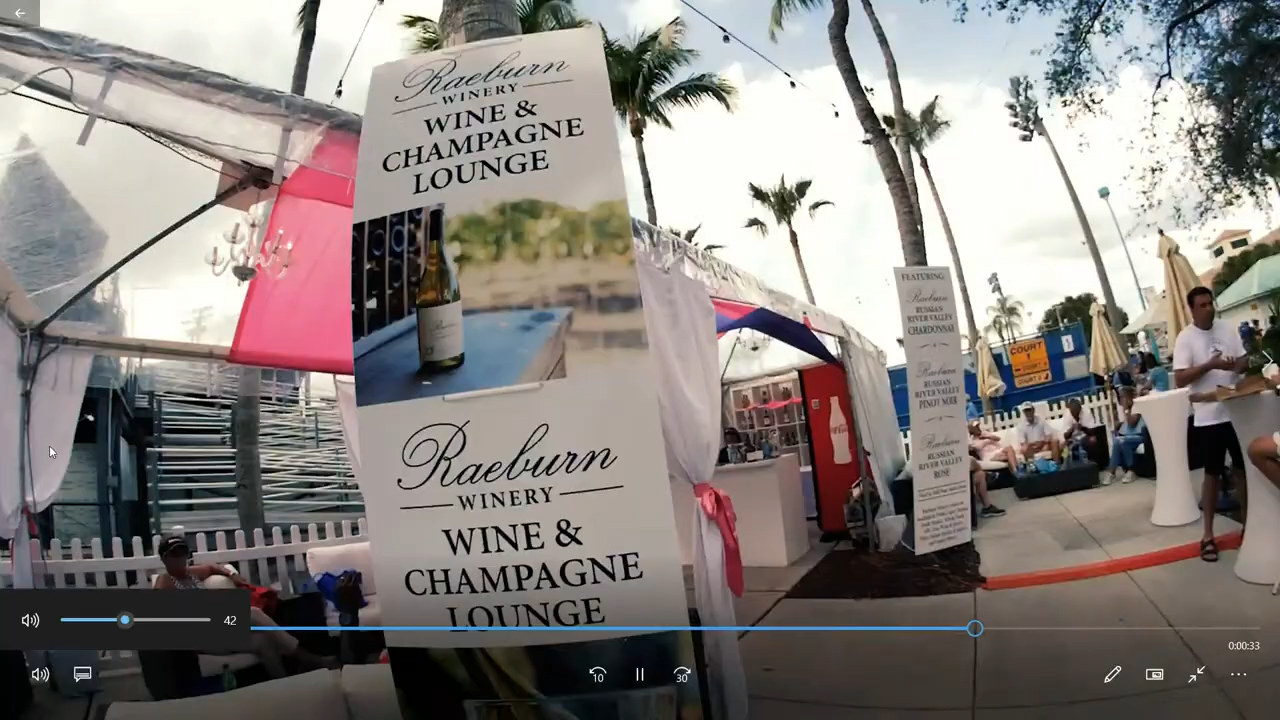 Raeburn
WINERY
WINE &
CHAMPAGNE
LOUNGE
Raeburn
WINERY
WINE &
CHAMPAGNE
LOUNGE
FEATURING
Raeburn
RUSSIAN
RIVER VALLEY
CHARDONNAY
Raeburn
RUSSIAN
RIVER VALLEY
PINOT NOIR
Raeburn
RUSSIAN
RIVER VALLEY
ROSÉ
COURT
1
42
0:00:33
10
30